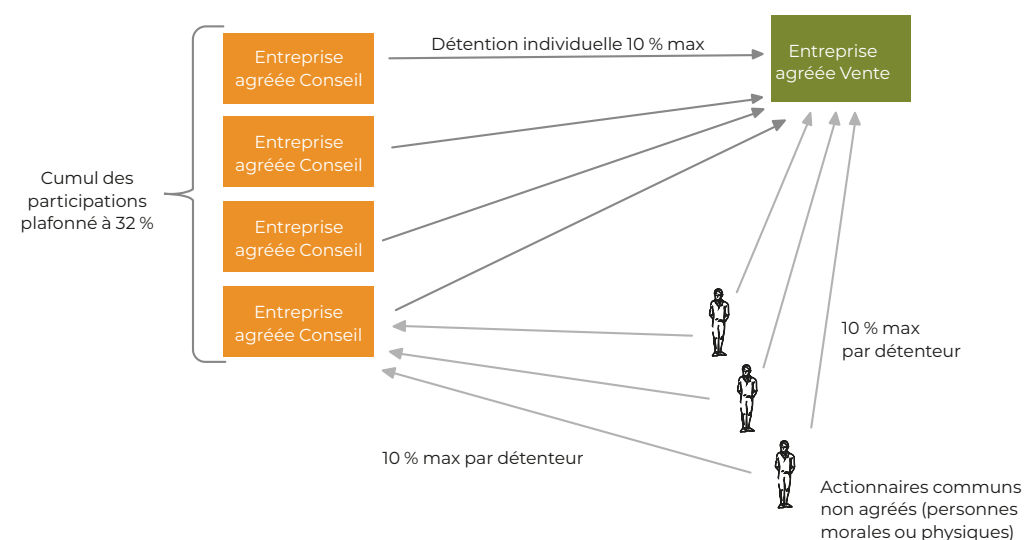 Détention individuelle 10 % max
Entreprise
agréée Conseil
Entreprise
agréée Vente
Entreprise
agréée Conseil
Cumul des
participations
plafonné à 32 %
Entreprise
agréée Conseil
Entreprise
agréée Conseil
10 % max
par détenteur
10 % max par détenteur
Actionnaires communs
non agréés (personnes
morales ou physiques)